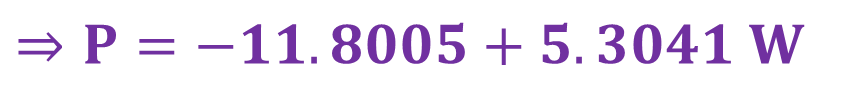 ⇒ P = −11.8005 + 5.3041 W